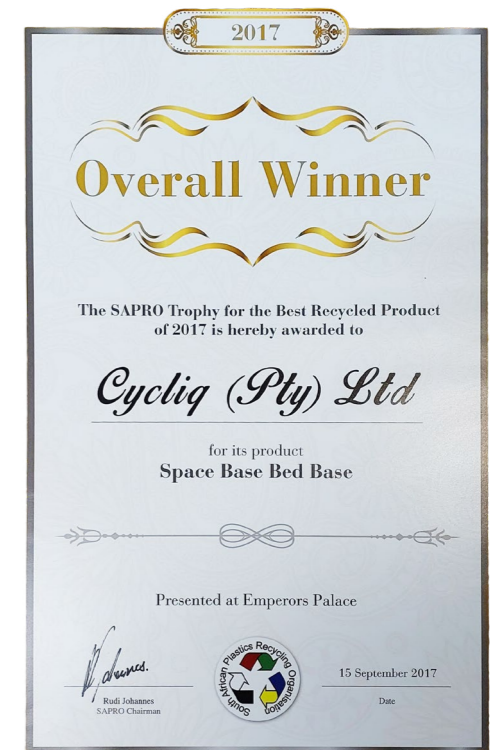 2017
Overall Winner
The SAPRO Trophy for the Best Recycled Product
of 2017 is hereby awarded to
Cycliq (Pty) Ltd
for its product
Space Base Bed Base
Presented at Emperors Palace
South African Plastics Recycling Organisation
15 September 2017
Rudi Johannes
SAPRO Chairman
Date